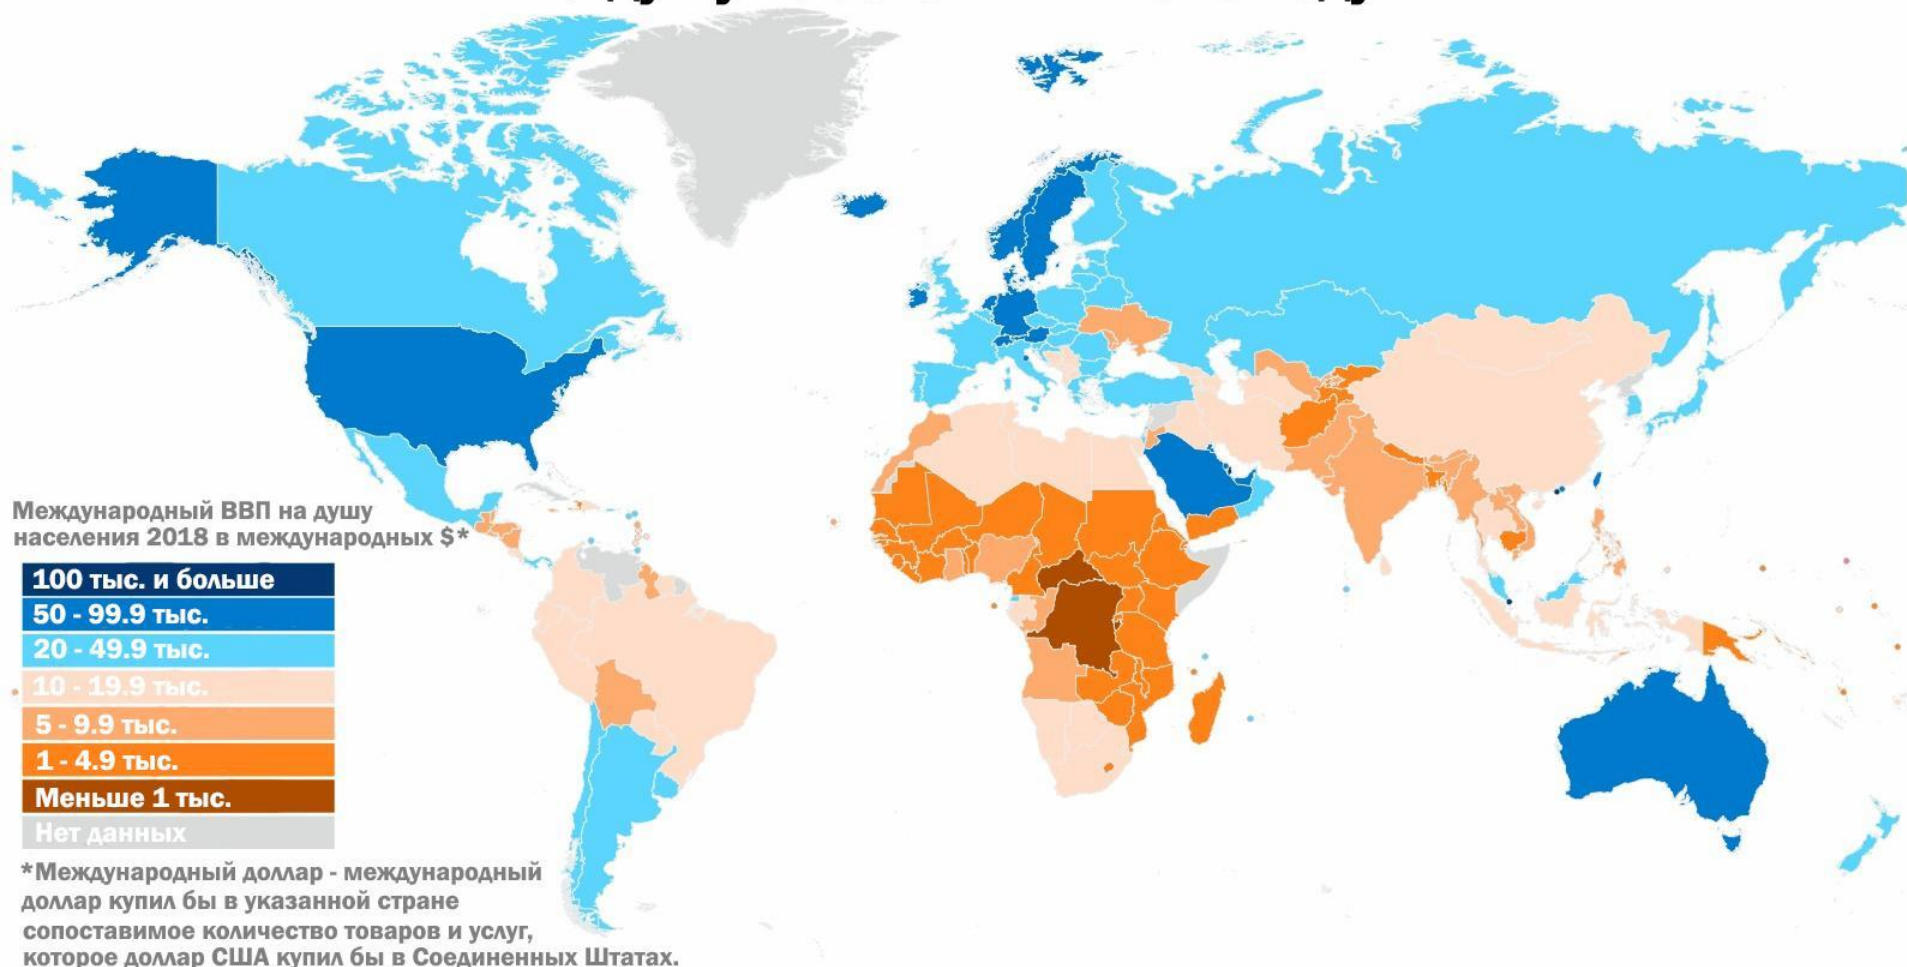 Международный ВВП на душу
населения 2018 в международных $*
100 тыс. и больше
50 - 99.9 тыс.
20 - 49.9 тыс.
10 - 19.9 тыс.
5 - 9.9 тыс.
1 - 4.9 тыс.
Меньше 1 тыс.
Нет данных
*Международный доллар - международный
доллар купил бы в указанной стране
сопоставимое количество товаров и услуг,
которое доллар США купил бы в Соединенных Штатах.